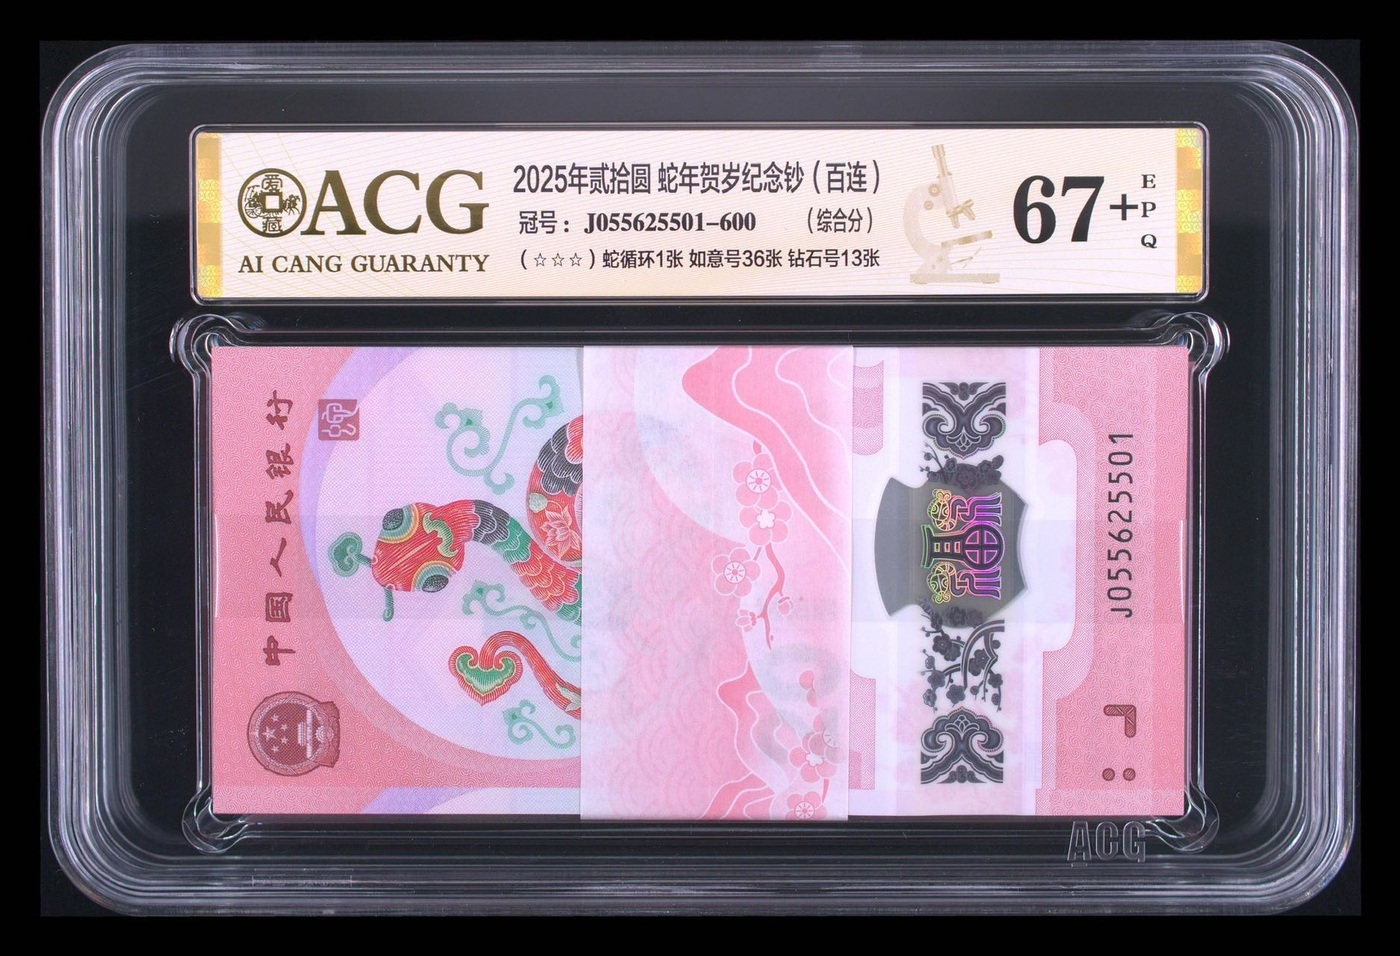 ACG
AI CANG GUARANTY
2025年贰拾圆 蛇年贺岁纪念钞（百连）
冠号：J055625501-600 （综合分）
（☆☆☆）蛇循环1张 如意号36张 钻石号13张
67+
EPQ
中国人民银行
J055625501
ACG